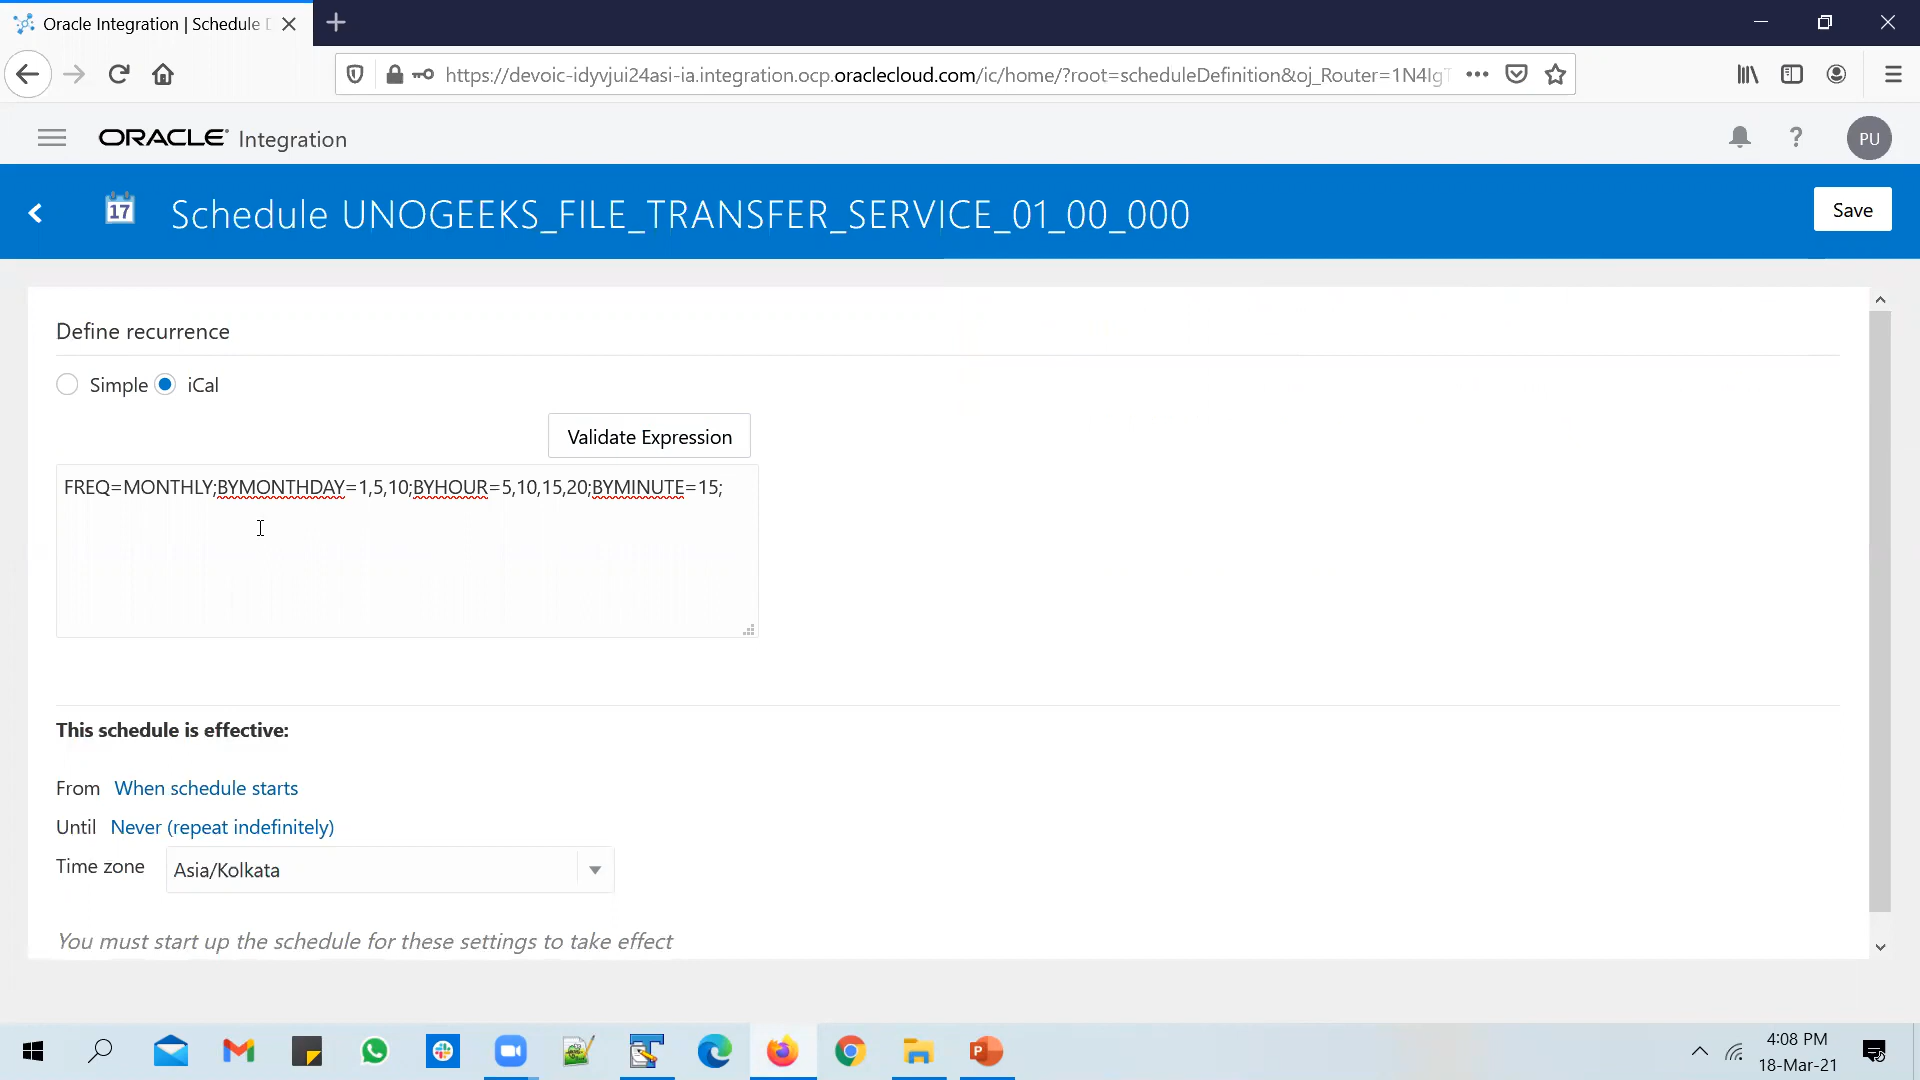 Oracle Integration | Schedule D
https://devoic-idyvjui24asi-ia.integration.ocp.oraclecloud.com/ic/home/?root=scheduleDefinition&oj_Router=1N4IgT
ORACLE Integration
PU
17
Schedule UNOGEEKS_FILE_TRANSFER_SERVICE_01_00_000
Save
Define recurrence
Simple iCal
Validate Expression
FREQ=MONTHLY;BYMONTHDAY=1,5,10;BYHOUR=5,10,15,20;BYMINUTE=15;
This schedule is effective:
From When schedule starts
Until Never (repeat indefinitely)
Time zone Asia/Kolkata
You must start up the schedule for these settings to take effect
4:08 PM
18-Mar-21